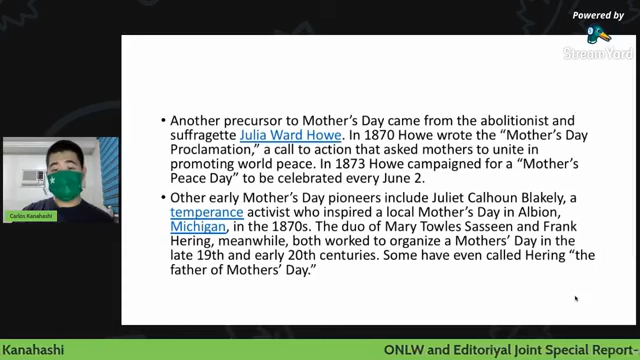 Powered by
StreamYard
• Another precursor to Mother's Day came from the abolitionist and
suffragette Julia Ward Howe. In 1870 Howe wrote the "Mother's Day
Proclamation," a call to action that asked mothers to unite in
promoting world peace. In 1873 Howe campaigned for a "Mother's
Peace Day" to be celebrated every June 2.
• Other early Mother's Day pioneers include Juliet Calhoun Blakely, a
temperance activist who inspired a local Mother's Day in Albion,
Michigan, in the 1870s. The duo of Mary Towles Sasseen and Frank
Hering, meanwhile, both worked to organize a Mothers' Day in the
late 19th and early 20th centuries. Some have even called Hering "the
father of Mothers' Day."
Carlos Kanahashi
Kanahashi
ONLW and Editoriyal Joint Special Report-